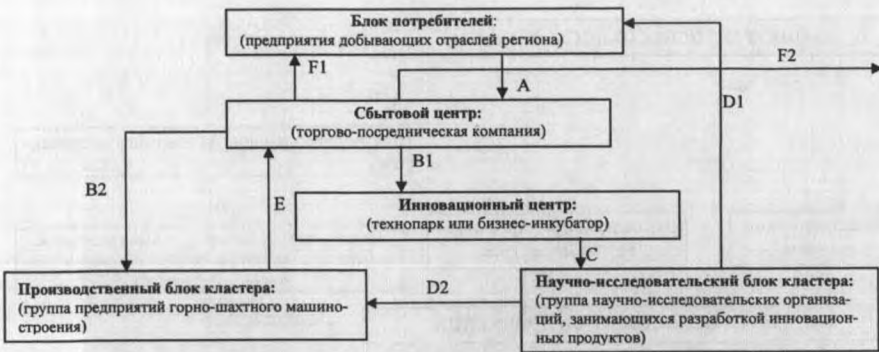 Блок потребителей:
(предприятия добывающих отраслей региона)
F1
A
F2
D1
Сбытовой центр:
(торгово-посредническая компания)
B2
E
B1
Инновационный центр:
(технопарк или бизнес-инкубатор)
C
Производственный блок кластера:
(группа предприятий горно-шахтного машино-
строения)
D2
Научно-исследовательский блок кластера:
(группа научно-исследовательских организа-
ций, занимающихся разработкой инновацион-
ных продуктов)